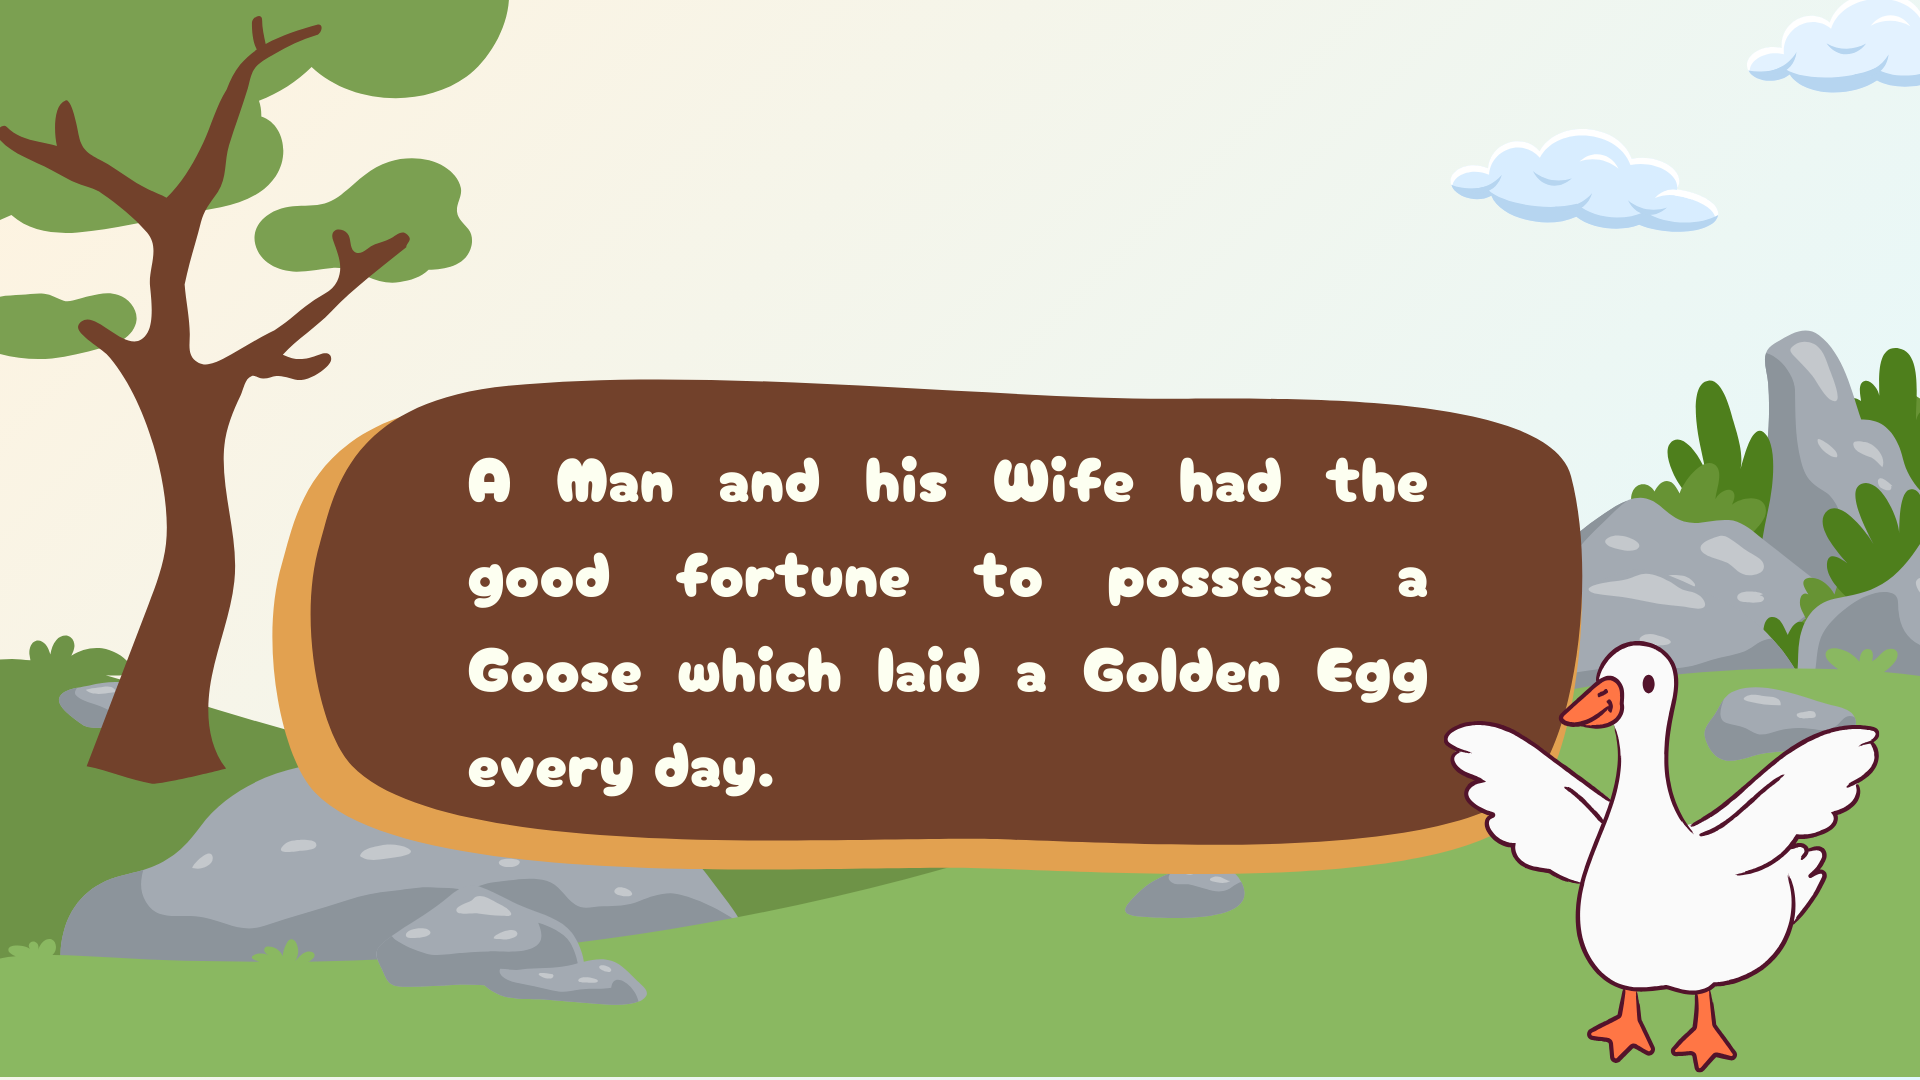 A Man and his Wife had the
good fortune to possess a
Goose which laid a Golden Egg
every day.